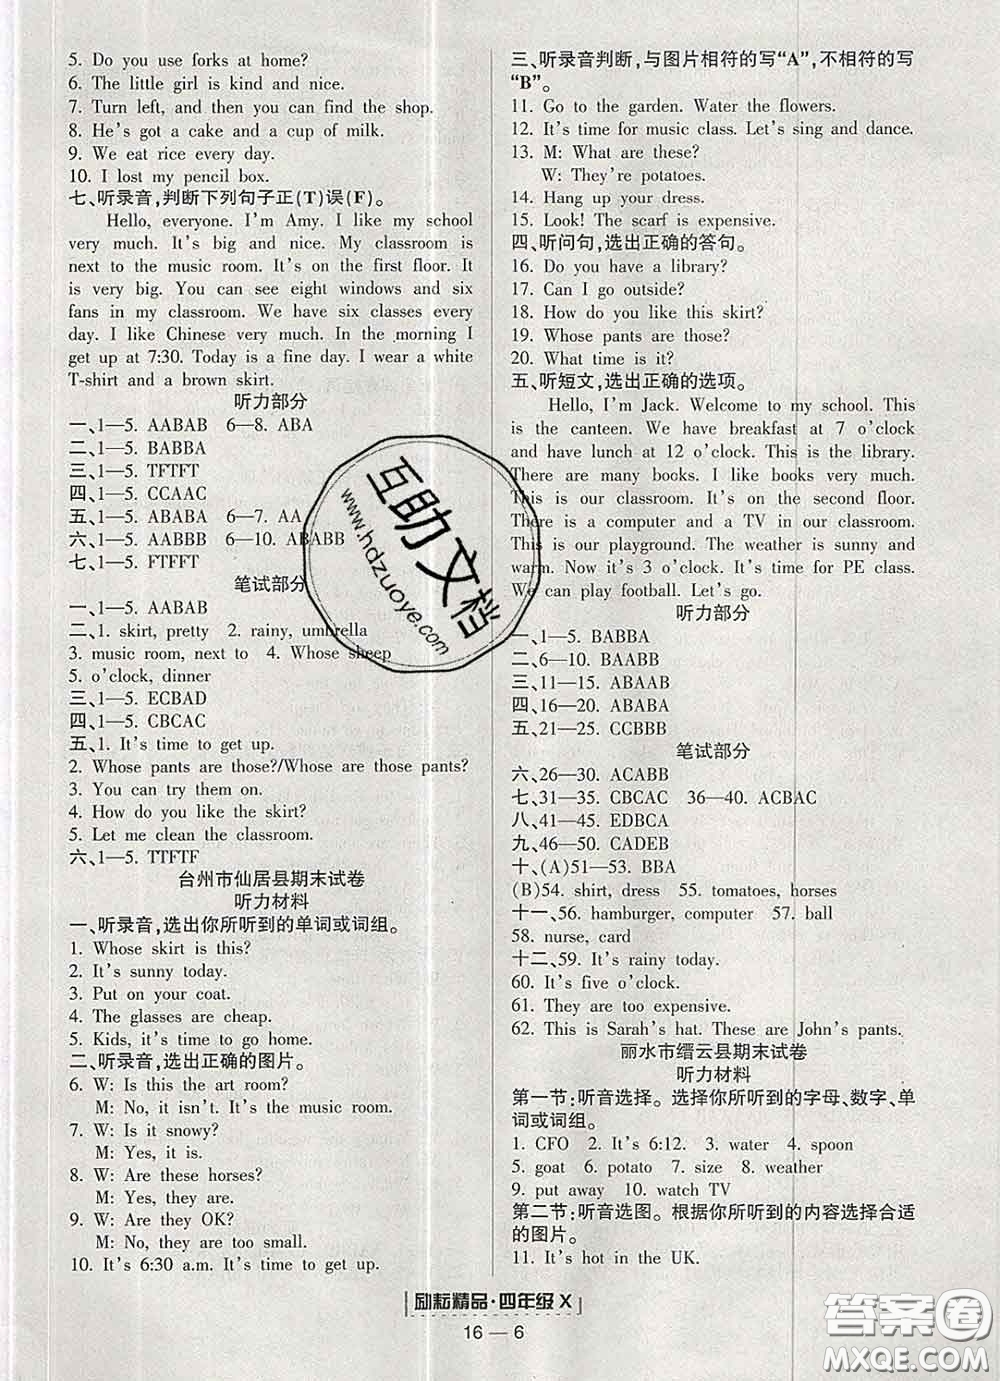 5. Do you use forks at home?
6. The little girl is kind and nice.
7. Turn left, and then you can find the shop.
8. He's got a cake and a cup of milk.
9. We eat rice every day.
10. I lost my pencil box.
七、听录音,判断下列句子正(T)误(F)。
Hello, everyone. I'm Amy. I like my school
very much. It's big and nice. My classroom is
next to the music room. It's on the first floor. It
is very big. You can see eight windows and six
fans in my classroom. We have six classes every
day. I like Chinese very much. In the morning I
get up at 7:30. Today is a fine day. I wear a white
T-shirt and a brown skirt.
听力部分
一、1—5. AABAB 6—8. ABA
二、1—5. BABBA
三、1—5. TFTFT
四、1—5. CCAAC
五、1—5. ABABA 6—7. AA
六、1—5. AABBB 6—10. ABABB
七、1—5. FTFFT
笔试部分
一、1—5. AABAB
二、1. skirt, pretty 2. rainy, umbrella
3. music room, next to 4. Whose sheep
5. o'clock, dinner
三、1—5. ECBAD
四、1—5. CBCAC
五、1. It's time to get up.
2. Whose pants are those?/Whose are those pants?
3. You can try them on.
4. How do you like the skirt?
5. Let me clean the classroom.
六、1—5. TTFTF
台州市仙居县期末试卷
听力材料
一、听录音,选出你所听到的单词或词组。
1. Whose skirt is this?
2. It's sunny today.
3. Put on your coat.
4. The glasses are cheap.
5. Kids, it's time to go home.
二、听录音,选出正确的图片。
6. W: Is this the art room?
M: No, it isn't. It's the music room.
7. W: Is it snowy?
M: Yes, it is.
8. W: Are these horses?
M: Yes, they are.
9. W: Are they OK?
M: No, they are too small.
10. It's 6:30 a.m. It's time to get up.
三、听录音判断,与图片相符的写“A”,不相符的写
“B”。
11. Go to the garden. Water the flowers.
12. It's time for music class. Let's sing and dance.
13. M: What are these?
W: They're potatoes.
14. Hang up your dress.
15. Look! The scarf is expensive.
四、听问句,选出正确的答句。
16. Do you have a library?
17. Can I go outside?
18. How do you like this skirt?
19. Whose pants are those?
20. What time is it?
五、听短文,选出正确的选项。
Hello, I'm Jack. Welcome to my school. This
is the canteen. We have breakfast at 7 o'clock
and have lunch at 12 o'clock. This is the library.
There are many books. I like books very much.
This is our classroom. It's on the second floor.
There is a computer and a TV in our classroom.
This is our playground. The weather is sunny and
warm. Now it's 3 o'clock. It's time for PE class.
We can play football. Let's go.
听力部分
一、1—5. BABBA
二、6—10. BAABB
三、11—15. ABAAB
四、16—20. ABABA
五、21—25. CCBBB
笔试部分
六、26—30. ACABB
七、31—35. CBCAC 36—40. ACBAC
八、41—45. EDBCA
九、46—50. CADEB
十、(A)51—53. BBA
(B)54. shirt, dress 55. tomatoes, horses
十一、56. hamburger, computer 57. ball
58. nurse, card
十二、59. It's rainy today.
60. It's five o'clock.
61. They are too expensive.
62. This is Sarah's hat. These are John's pants.
丽水市缙云县期末试卷
听力材料
第一节:听音选择。选择你所听到的字母、数字、单
词或词组。
1. CFO 2. It's 6:12. 3. water 4. spoon
5. goat 6. potato 7. size 8. weather
9. put away 10. watch TV
第二节:听音选图。根据你所听到的内容选择合适
的图片。
11. It's hot in the UK.
励耘精品·四年级 X
16 — 6
互助文档
www.hdzuoye.com
答案卷
MXQE.COM